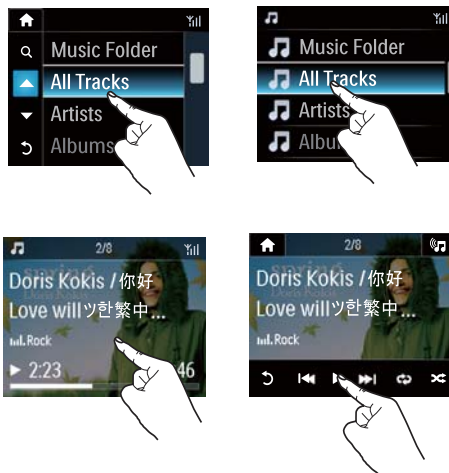 Music Folder
All Tracks
Artists
Albums
Music Folder
All Tracks
Artists
Albu
2/8
Doris Kokis /你好
Love willツ한繁中...
Rock
2:23 46
2/8
Doris Kokis /你好
Love willツ한繁中...
Rock